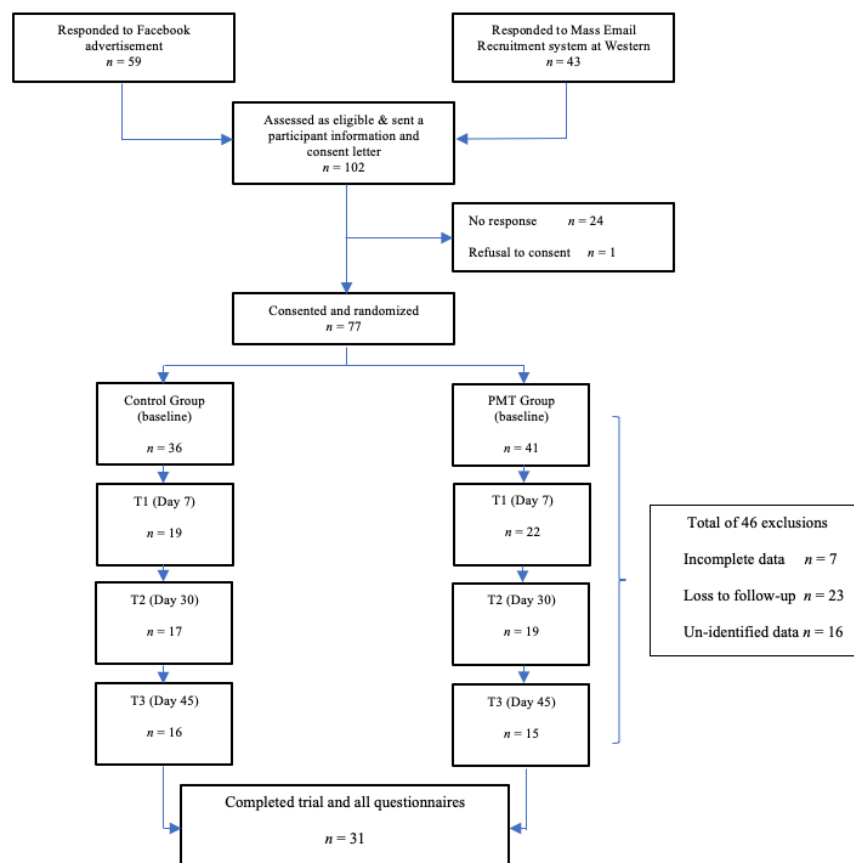 Responded to Facebook
advertisement
n = 59
Responded to Mass Email
Recruitment system at Western
n = 43
Assessed as eligible & sent a
participant information and
consent letter
n = 102
No response n = 24
Refusal to consent n = 1
Consented and randomized
n = 77
Control Group
(baseline)
n = 36
PMT Group
(baseline)
n = 41
T1 (Day 7)
n = 19
T1 (Day 7)
n = 22
T2 (Day 30)
n = 17
T2 (Day 30)
n = 19
T3 (Day 45)
n = 16
T3 (Day 45)
n = 15
Total of 46 exclusions
Incomplete data n = 7
Loss to follow-up n = 23
Un-identified data n = 16
Completed trial and all questionnaires
n = 31